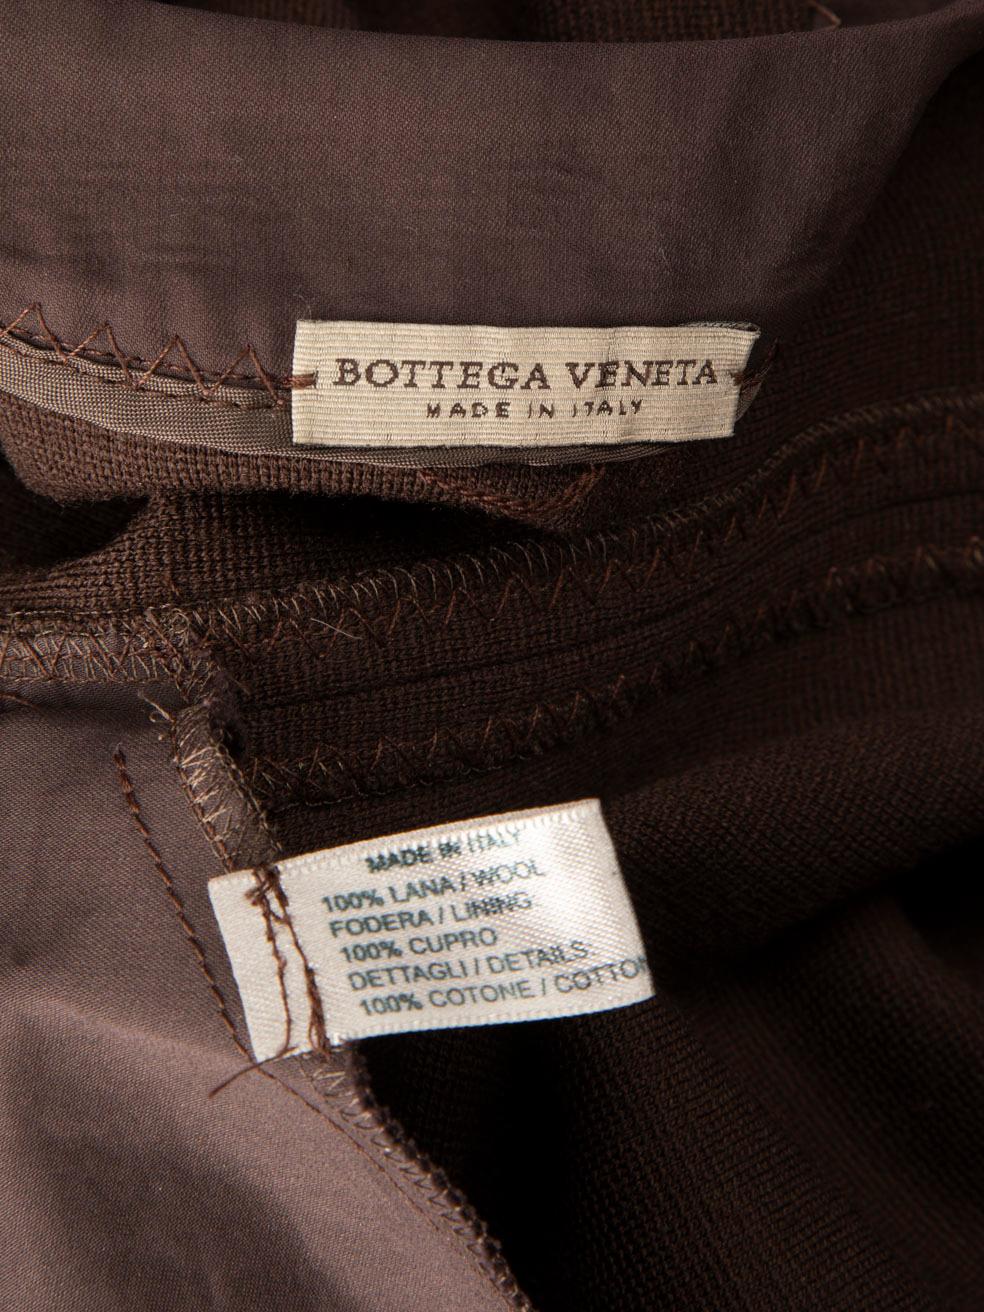 BOTTEGA VENETA
MADE IN ITALY
MADE IN ITALY
100% LANA / WOOL
FODERA / LINING
100% CUPRO
DETTAGLI / DETAILS:
100% COTONE / COTTON